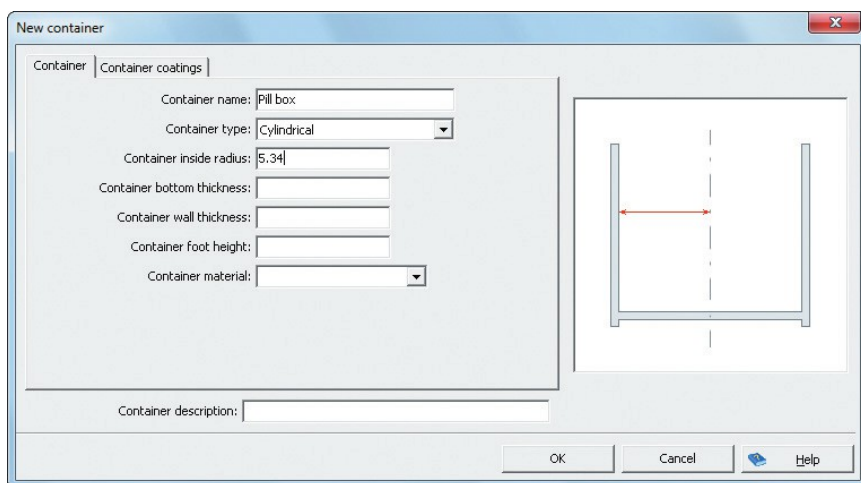 New container
Container Container coatings
Container name: Pill box
Container type: Cylindrical
Container inside radius: 5.34
Container bottom thickness:
Container wall thickness:
Container foot height:
Container material:
Container description:
OK Cancel Help